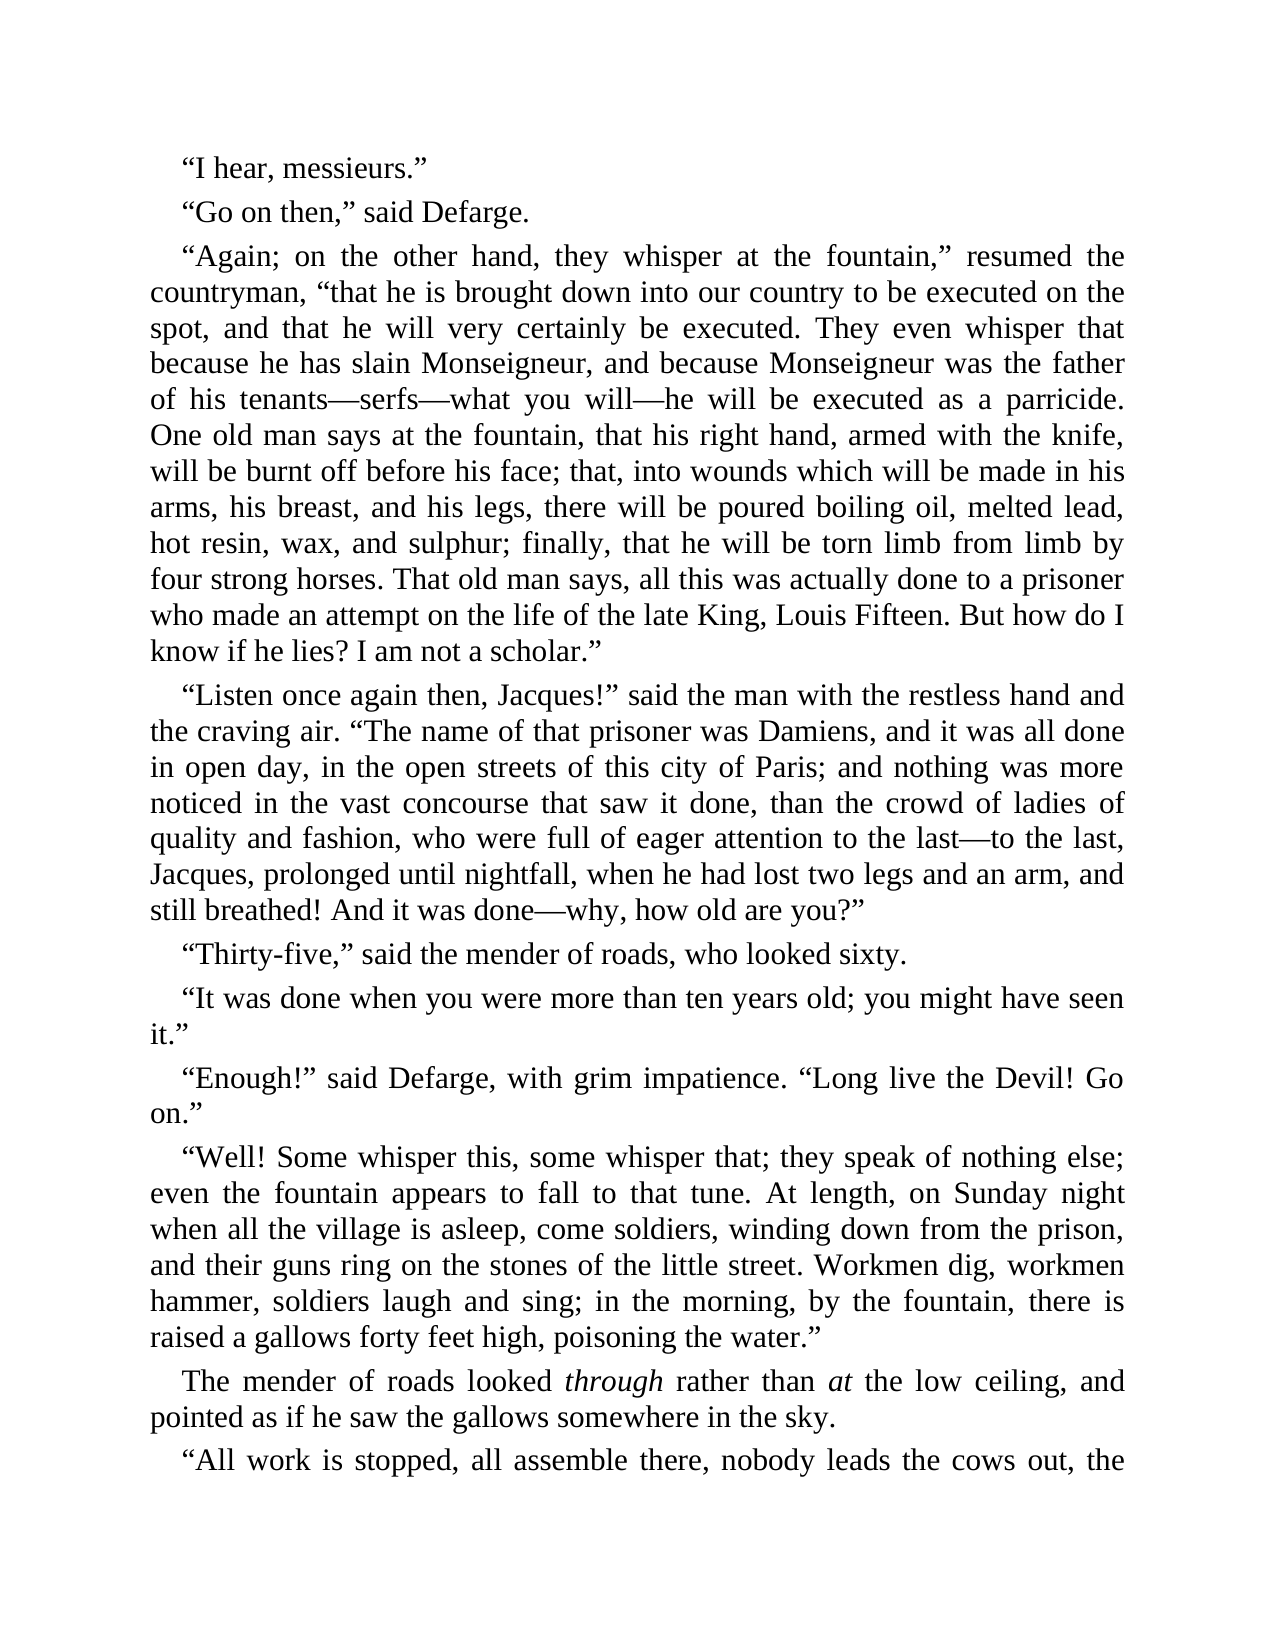 “I hear, messieurs.”
“Go on then,” said Defarge.
“Again; on the other hand, they whisper at the fountain,” resumed the
countryman, “that he is brought down into our country to be executed on the
spot, and that he will very certainly be executed. They even whisper that
because he has slain Monseigneur, and because Monseigneur was the father
of his tenants—serfs—what you will—he will be executed as a parricide.
One old man says at the fountain, that his right hand, armed with the knife,
will be burnt off before his face; that, into wounds which will be made in his
arms, his breast, and his legs, there will be poured boiling oil, melted lead,
hot resin, wax, and sulphur; finally, that he will be torn limb from limb by
four strong horses. That old man says, all this was actually done to a prisoner
who made an attempt on the life of the late King, Louis Fifteen. But how do I
know if he lies? I am not a scholar.”
“Listen once again then, Jacques!” said the man with the restless hand and
the craving air. “The name of that prisoner was Damiens, and it was all done
in open day, in the open streets of this city of Paris; and nothing was more
noticed in the vast concourse that saw it done, than the crowd of ladies of
quality and fashion, who were full of eager attention to the last—to the last,
Jacques, prolonged until nightfall, when he had lost two legs and an arm, and
still breathed! And it was done—why, how old are you?”
“Thirty-five,” said the mender of roads, who looked sixty.
“It was done when you were more than ten years old; you might have seen
it.”
“Enough!” said Defarge, with grim impatience. “Long live the Devil! Go
on.”
“Well! Some whisper this, some whisper that; they speak of nothing else;
even the fountain appears to fall to that tune. At length, on Sunday night
when all the village is asleep, come soldiers, winding down from the prison,
and their guns ring on the stones of the little street. Workmen dig, workmen
hammer, soldiers laugh and sing; in the morning, by the fountain, there is
raised a gallows forty feet high, poisoning the water.”
The mender of roads looked through rather than at the low ceiling, and
pointed as if he saw the gallows somewhere in the sky.
“All work is stopped, all assemble there, nobody leads the cows out, the